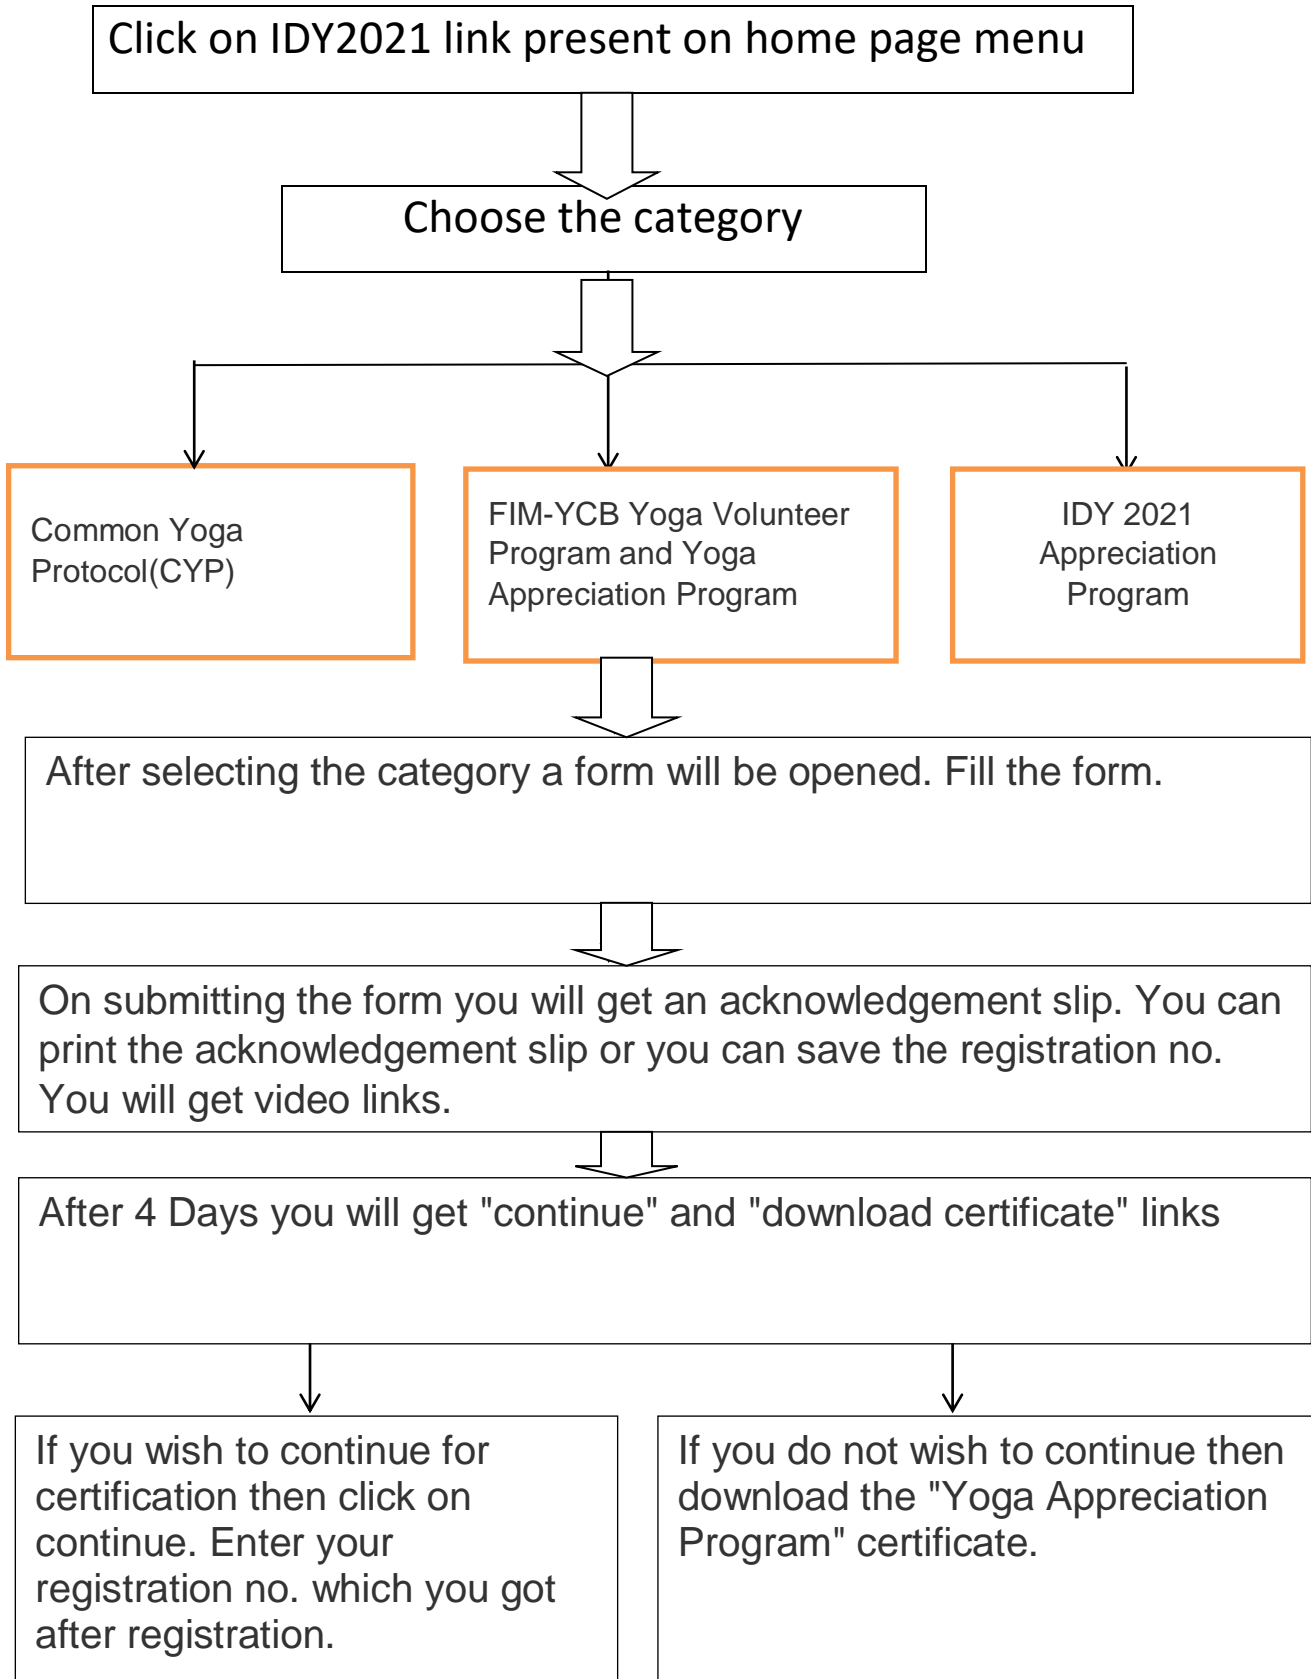 Click on IDY2021 link present on home page menu
Choose the category
Common Yoga
Protocol(CYP)
FIM-YCB Yoga Volunteer
Program and Yoga
Appreciation Program
IDY 2021
Appreciation
Program
After selecting the category a form will be opened. Fill the form.
On submitting the form you will get an acknowledgement slip. You can
print the acknowledgement slip or you can save the registration no.
You will get video links.
After 4 Days you will get "continue" and "download certificate" links
If you wish to continue for
certification then click on
continue. Enter your
registration no. which you got
after registration.
If you do not wish to continue then
download the "Yoga Appreciation
Program" certificate.